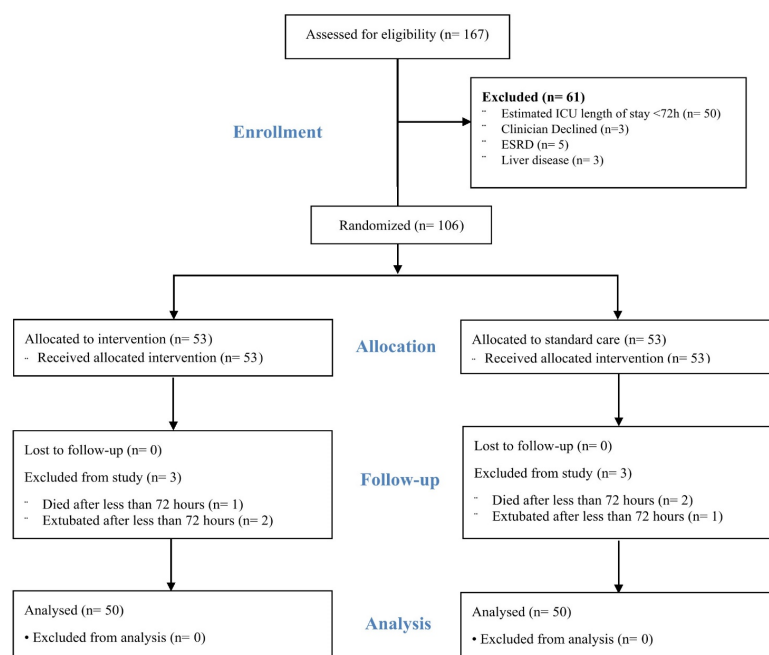 Assessed for eligibility (n= 167)
Excluded (n= 61)
¨ Estimated ICU length of stay <72h (n= 50)
¨ Clinician Declined (n=3)
¨ ESRD (n= 5)
¨ Liver disease (n= 3)
Enrollment
Randomized (n= 106)
Allocated to intervention (n= 53)
¨ Received allocated intervention (n= 53)
Allocation
Allocated to standard care (n= 53)
¨ Received allocated intervention (n= 53)
Lost to follow-up (n= 0)
Excluded from study (n= 3)
¨ Died after less than 72 hours (n= 1)
¨ Extubated after less than 72 hours (n= 2)
Follow-up
Lost to follow-up (n= 0)
Excluded from study (n= 3)
¨ Died after less than 72 hours (n= 2)
¨ Extubated after less than 72 hours (n= 1)
Analysed (n= 50)
• Excluded from analysis (n= 0)
Analysis
Analysed (n= 50)
• Excluded from analysis (n= 0)